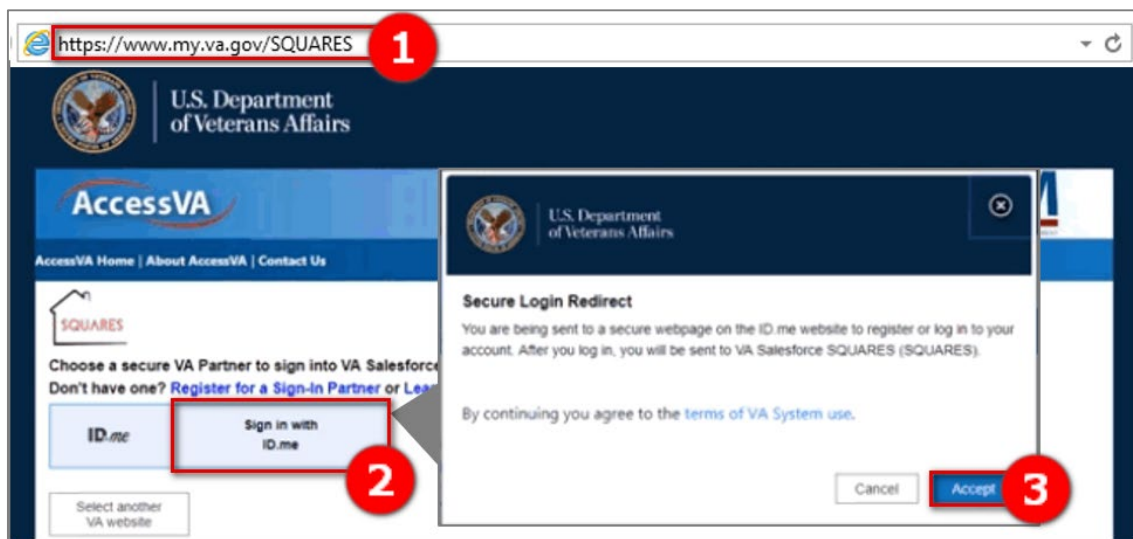 https://www.my.va.gov/SQUARES
1
U.S. Department
of Veterans Affairs
AccessVA
AccessVA Home | About AccessVA | Contact Us
SQUARES
Choose a secure VA Partner to sign into VA Salesforce
Don't have one? Register for a Sign-In Partner or
ID.me
Sign in with
ID.me
2
Select another
VA website
U.S. Department
of Veterans Affairs
Secure Login Redirect
You are being sent to a secure webpage on the ID.me website to register or log in to your
account. After you log in, you will be sent to VA Salesforce SQUARES (SQUARES).
By continuing you agree to the terms of VA System use.
Cancel
Accept
3